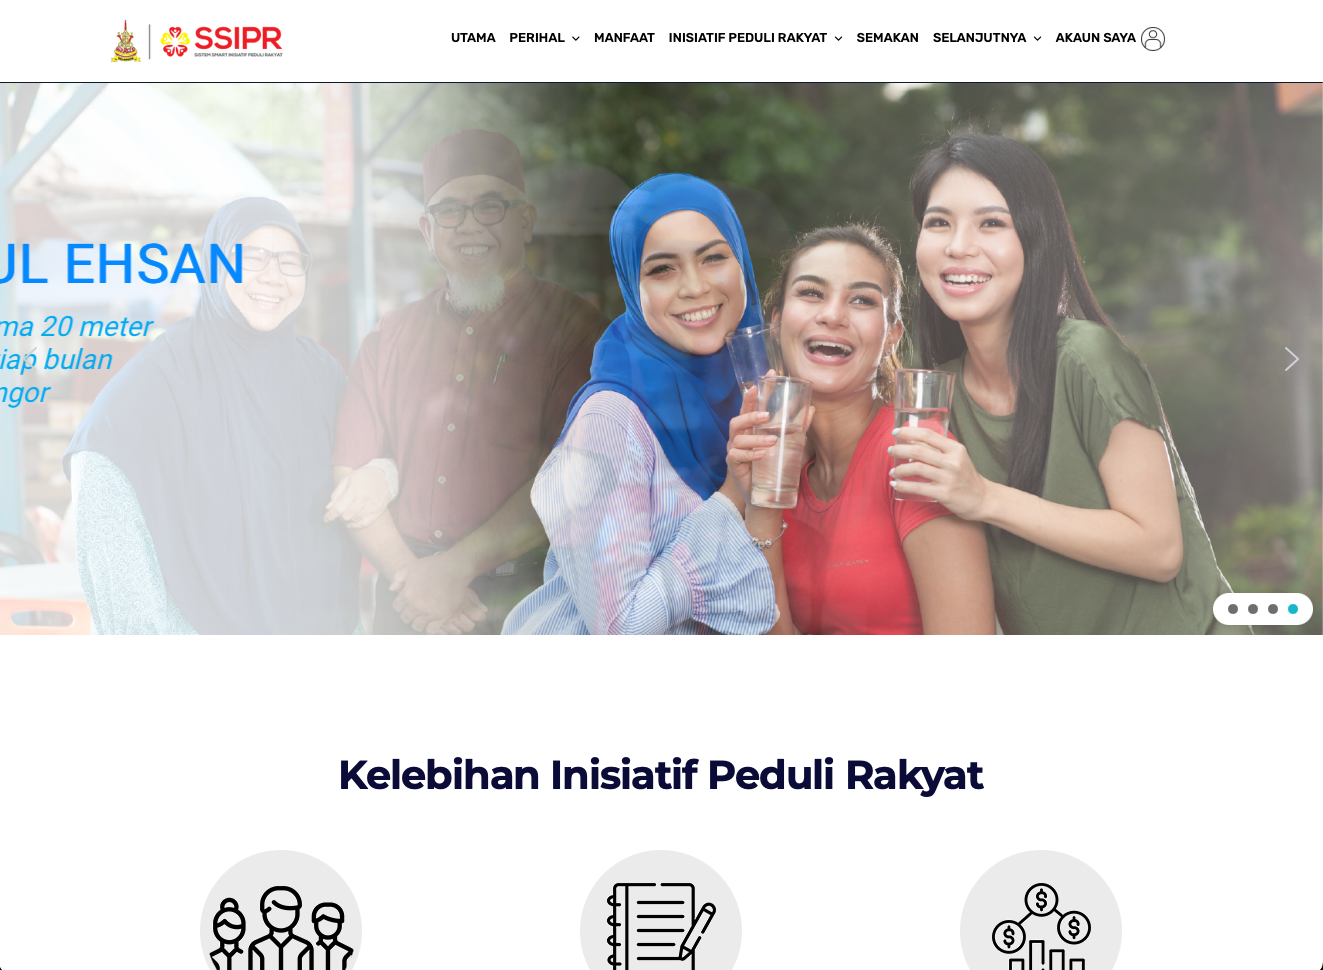 SSIPR
SISTEM SMART INISIATIF PEDULI RAKYAT
UTAMA PERIHAL MANFAAT INISIATIF PEDULI RAKYAT SEMAKAN SELANJUTNYA AKAUN SAYA
UL EHSAN
ma 20 meter
iap bulan
ngor
Kelebihan Inisiatif Peduli Rakyat